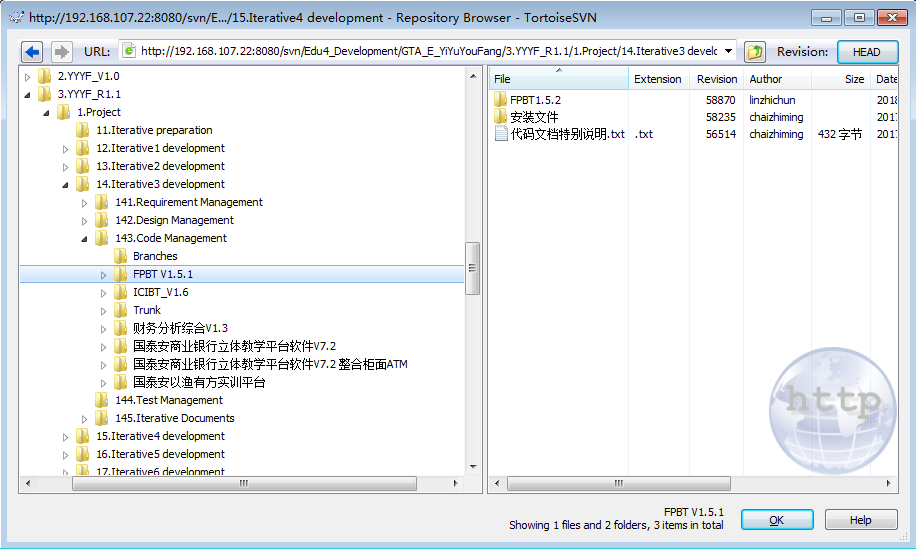 http://192.168.107.22:8080/svn/E.../15.Iterative4 development - Repository Browser - TortoiseSVN
URL: http://192.168.107.22:8080/svn/Edu4_Development/GTA_E_YiYuYouFang/3.YYYF_R1.1/1.Project/14.Iterative3 develo Revision: HEAD
2.YYYF_V1.0
3.YYYF_R1.1
1.Project
11.Iterative preparation
12.Iterative1 development
13.Iterative2 development
14.Iterative3 development
141.Requirement Management
142.Design Management
143.Code Management
Branches
FPBT V1.5.1
ICIBT_V1.6
Trunk
财务分析综合V1.3
国泰安商业银行立体教学平台软件V7.2
国泰安商业银行立体教学平台软件V7.2 整合柜面ATM
国泰安以渔有方实训平台
144.Test Management
145.Iterative Documents
15.Iterative4 development
16.Iterative5 development
17.Iterative6 development
File Extension Revision Author Size Date
FPBT1.5.2 58870 linzhichun 2018
安装文件 58235 chaizhiming 2017
代码文档特别说明.txt .txt 56514 chaizhiming 432 字节 2017
http
FPBT V1.5.1
Showing 1 files and 2 folders, 3 items in total
OK
Help